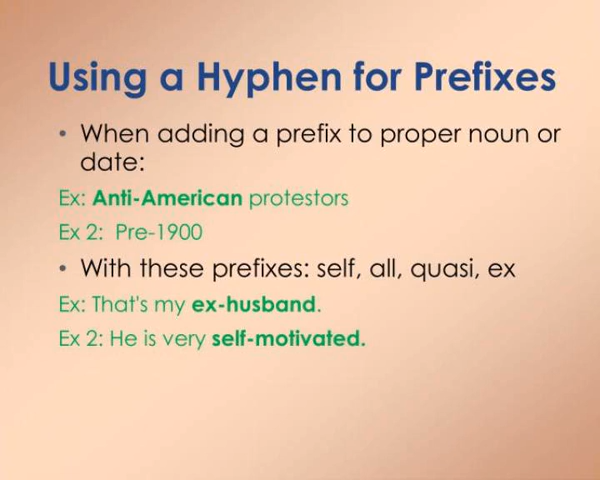 Using a Hyphen for Prefixes
• When adding a prefix to proper noun or
date:
Ex: Anti-American protestors
Ex 2:  Pre-1900
• With these prefixes: self, all, quasi, ex
Ex: That's my ex-husband.
Ex 2: He is very self-motivated.